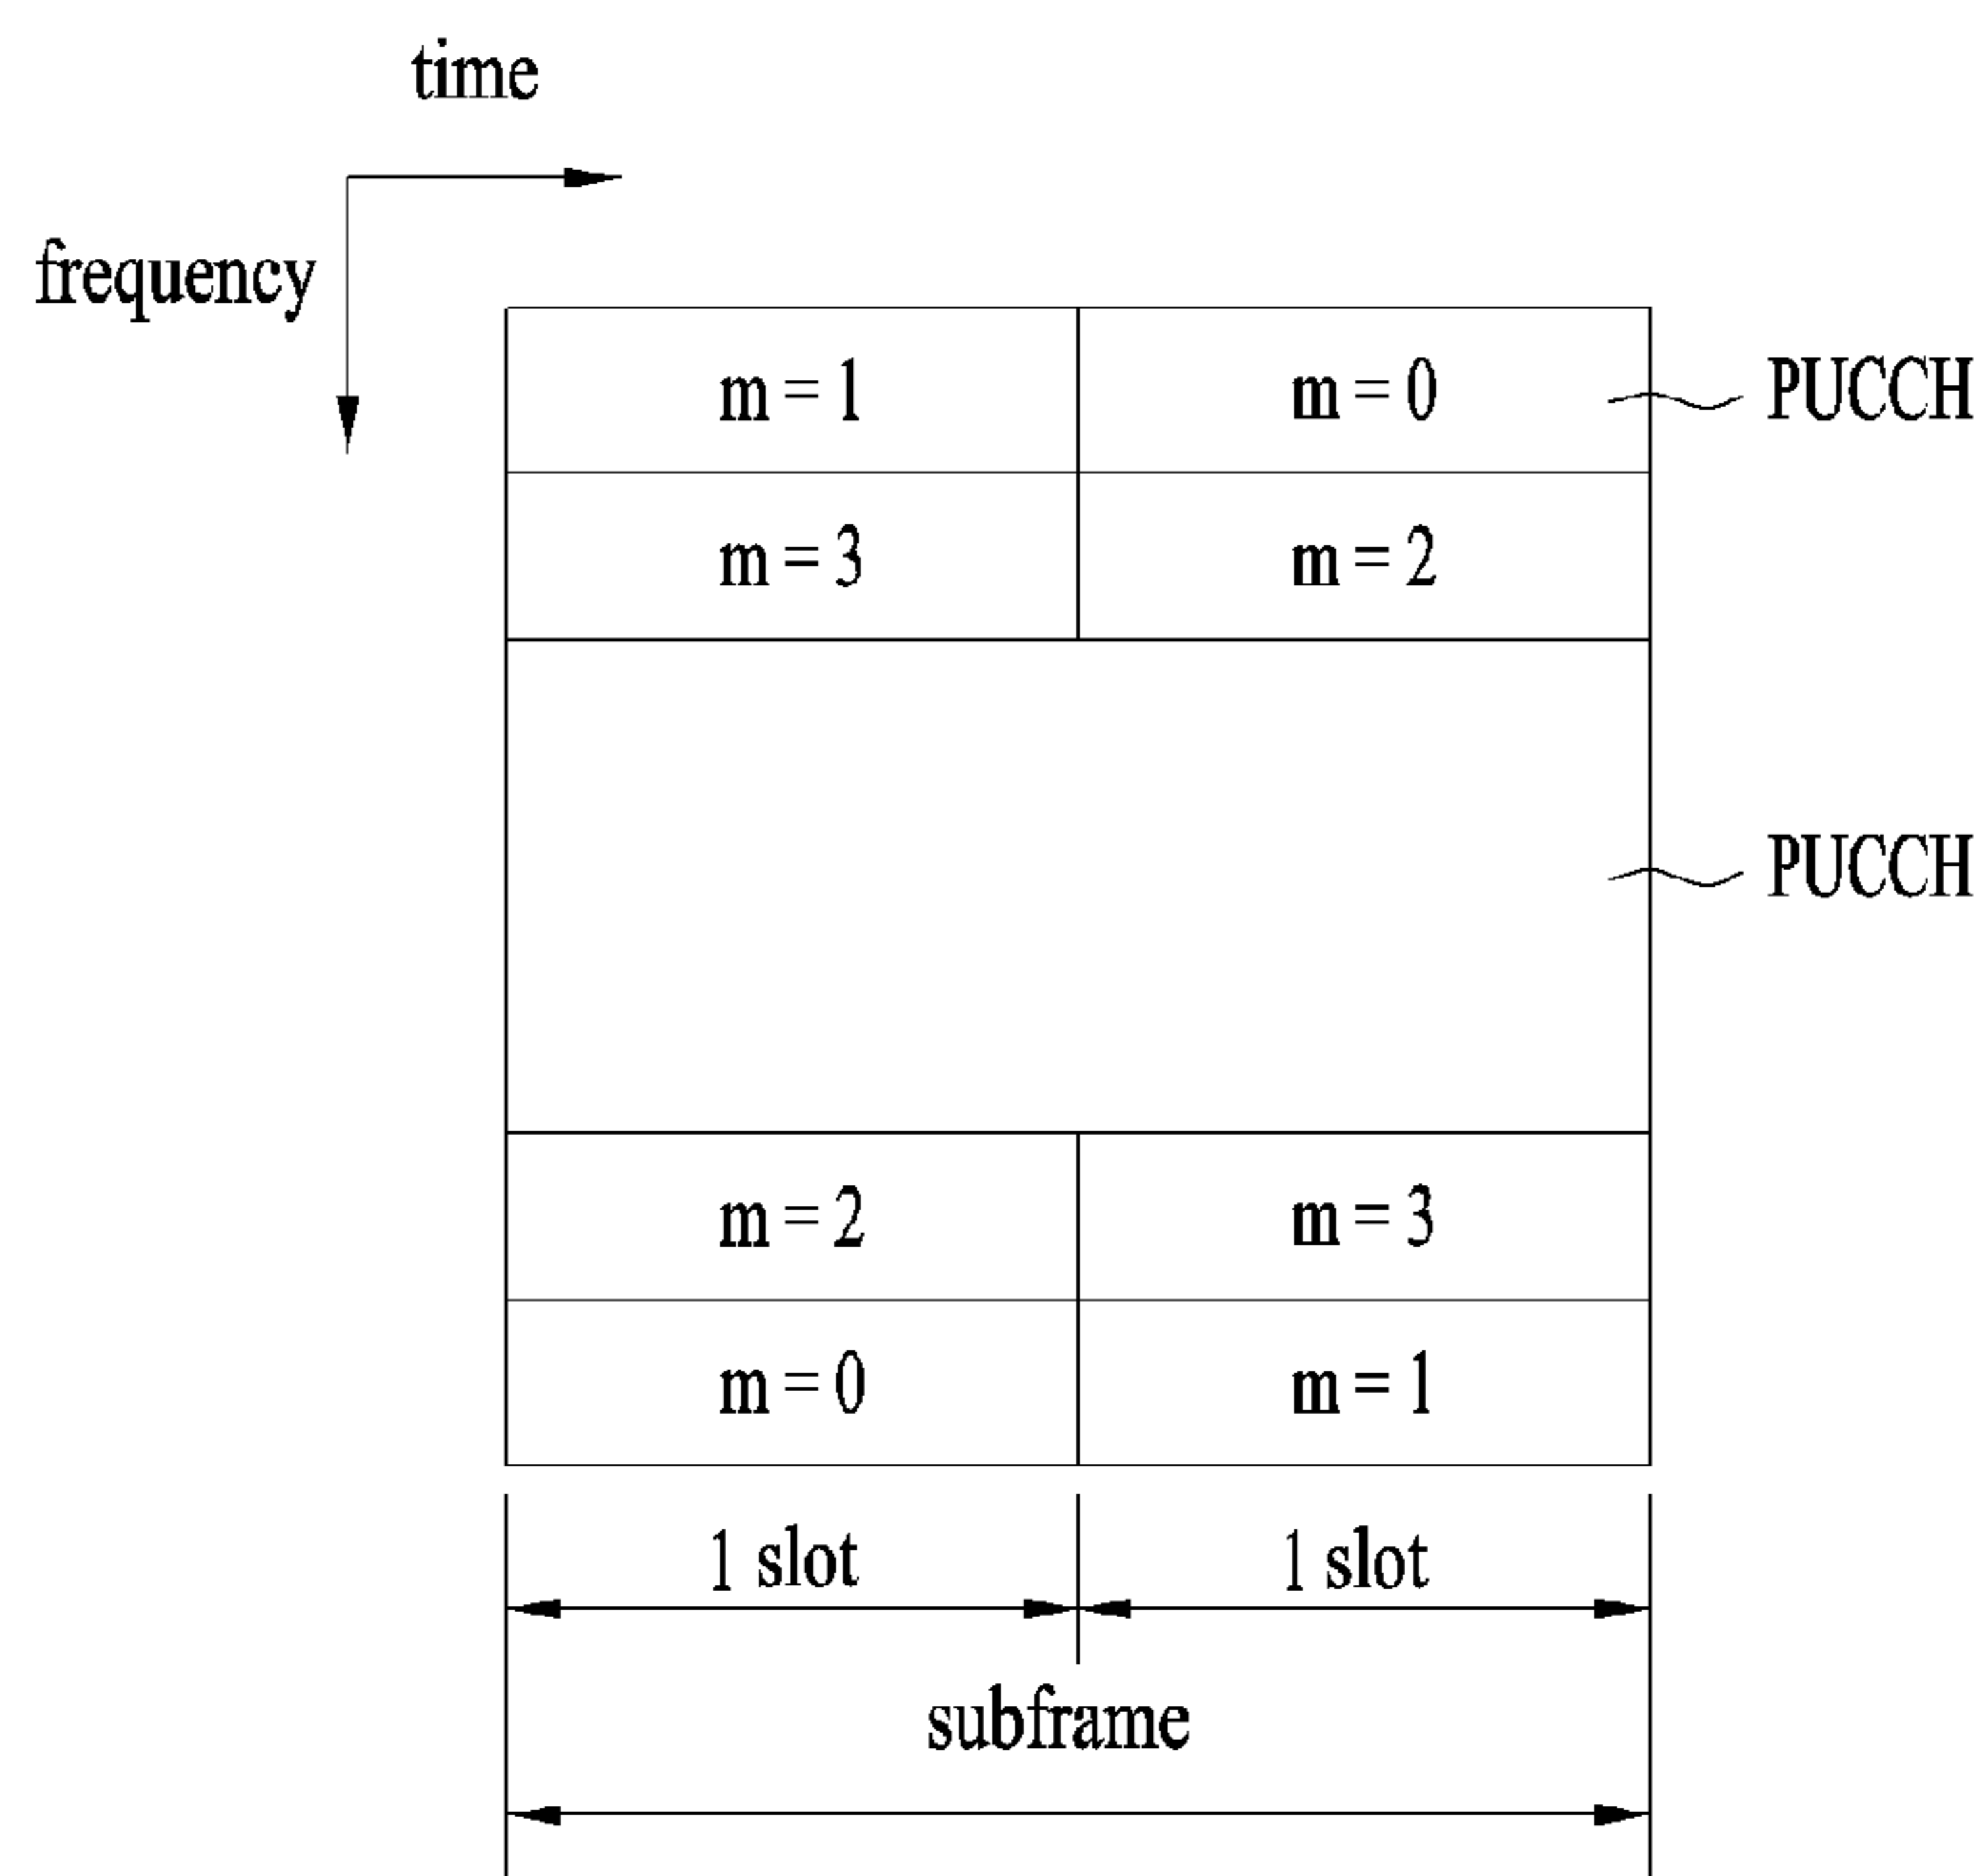 time
frequency
m = 1
m = 0
PUCCH
m = 3
m = 2
PUCCH
m = 2
m = 3
m = 0
m = 1
1 slot
1 slot
subframe